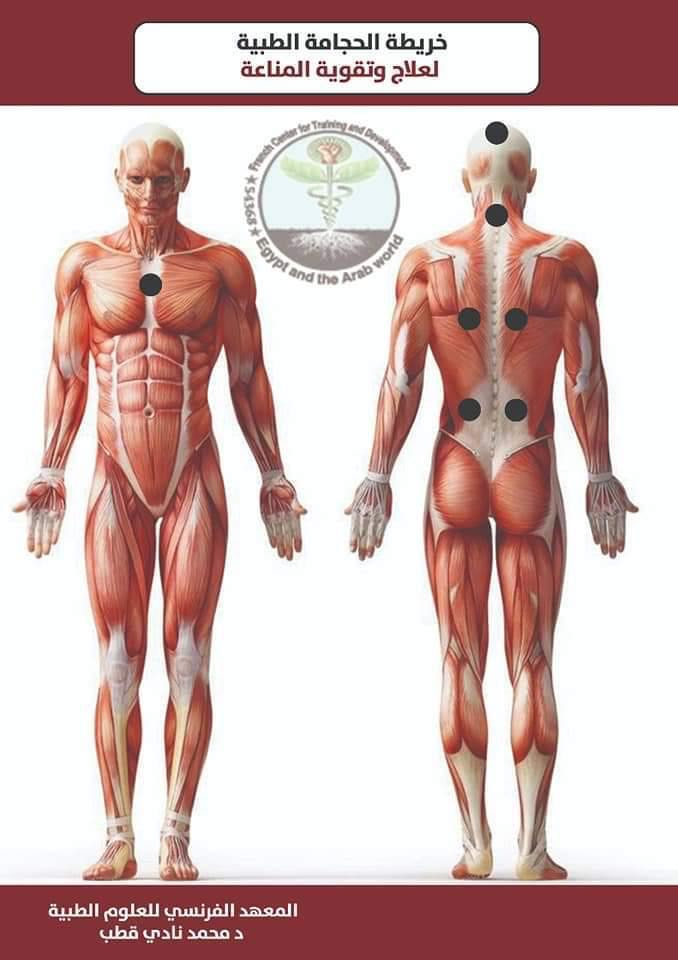 خريطة الحجامة الطبية
لعلاج وتقوية المناعة
French Center for Training and Development
★ 54368 ★
Egypt and the Arab world
المعهد الفرنسي للعلوم الطبية
د محمد نادي قطب